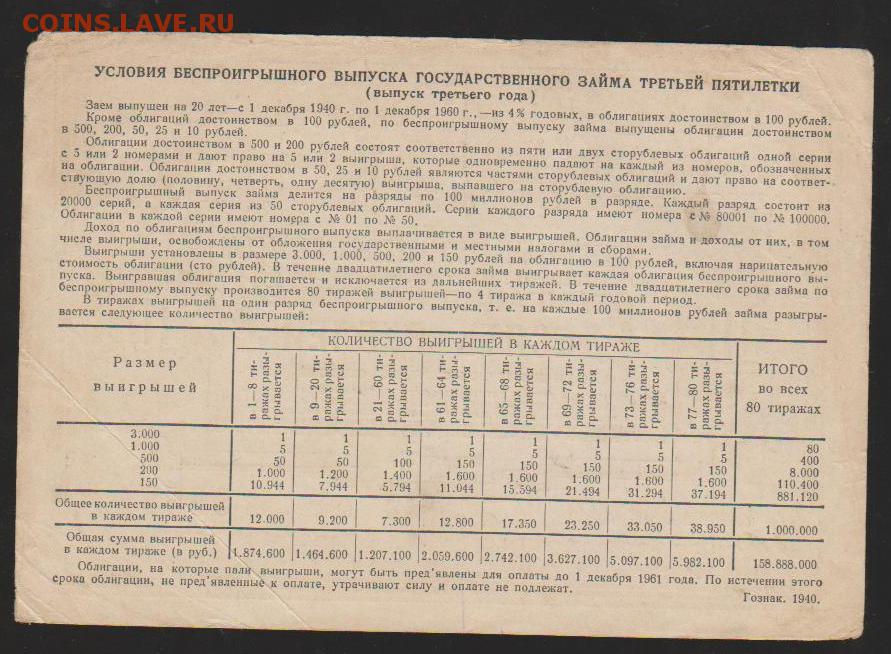 COINS.LAVE.RU
УСЛОВИЯ БЕСПРОИГРЫШНОГО ВЫПУСКА ГОСУДАРСТВЕННОГО ЗАЙМА ТРЕТЬЕЙ ПЯТИЛЕТКИ
(выпуск третьего года)
Заем выпущен на 20 лет—с 1 декабря 1940 г. по 1 декабря 1960 г.,—из 4% годовых, в облигациях достоинством в 100 рублей.
Кроме облигаций достоинством в 100 рублей, по беспроигрышному выпуску займа выпущены облигации достоинством
в 500, 200, 50, 25 и 10 рублей.
Облигации достоинством в 500 и 200 рублей состоят соответственно из пяти или двух сторублевых облигаций одной серии
с 5 или 2 номерами и дают право на 5 или 2 выигрыша, которые одновременно падают на каждый из номеров, обозначенных
на облигации. Облигации достоинством в 50, 25 и 10 рублей являются частями сторублевых облигаций и дают право на соответ-
ствующую долю (половину, четверть, одну десятую) выигрыша, выпавшего на сторублевую облигацию.
Беспроигрышный выпуск займа делится на разряды по 100 миллионов рублей в разряде. Каждый разряд состоит из
20000 серий, а каждая серия из 50 сторублевых облигаций. Серии каждого разряда имеют номера с № 80001 по № 100000.
Облигации в каждой серии имеют номера с № 01 по № 50.
Доход по облигациям беспроигрышного выпуска выплачивается в виде выигрышей. Облигации займа и доходы от них, в том
числе выигрыши, освобождены от обложения государственными и местными налогами и сборами.
Выигрыши установлены в размере 3.000, 1.000, 500, 200 и 150 рублей на облигацию в 100 рублей, включая нарицательную
стоимость облигации (сто рублей). В течение двадцатилетнего срока займа выигрывает каждая облигация беспроигрышного вы-
пуска. Выигравшая облигация погашается и исключается из дальнейших тиражей. В течение двадцатилетнего срока займа по
беспроигрышному выпуску производится 80 тиражей выигрышей—по 4 тиража в каждый годовой период.
В тиражах выигрышей на один разряд беспроигрышного выпуска, т. е. на каждые 100 миллионов рублей займа разыгры-
вается следующее количество выигрышей:
Размер выигрышей
КОЛИЧЕСТВО ВЫИГРЫШЕЙ В КАЖДОМ ТИРАЖЕ
в 1—8 ти-
ражах разы-
грывается
в 9—20 ти-
ражах разы-
грывается
в 21—60 ти-
ражах разы-
грывается
в 61—64 ти-
ражах разы-
грывается
в 65—68 ти-
ражах разы-
грывается
в 69—72 ти-
ражах разы-
грывается
в 73—76 ти-
ражах разы-
грывается
в 77—80 ти-
ражах разы-
грывается
ИТОГО
во всех
80 тиражах
3.000 1 1 1 1 1 1 1 1 80
1.000 5 5 5 5 5 5 5 5 400
500 50 50 100 150 150 150 150 150 8.000
200 1.000 1.200 1.400 1.600 1.600 1.600 1.600 1.600 110.400
150 10.944 7.944 5.794 11.044 15.594 21.494 31.294 37.194 881.120
Общее количество выигрышей
в каждом тираже 12.000 9.200 7.300 12.800 17.350 23.250 33.050 38.950 1.000.000
Общая сумма выигрышей
в каждом тираже (в руб.) 1.874.600 1.464.600 1.207.100 2.059.600 2.742.100 3.627.100 5.097.100 5.982.100 158.888.000
Облигации, на которые пали выигрыши, могут быть пред'явлены для оплаты до 1 декабря 1961 года. По истечении этого
срока облигации, не пред'явленные к оплате, утрачивают силу и оплате не подлежат.
Гознак. 1940.